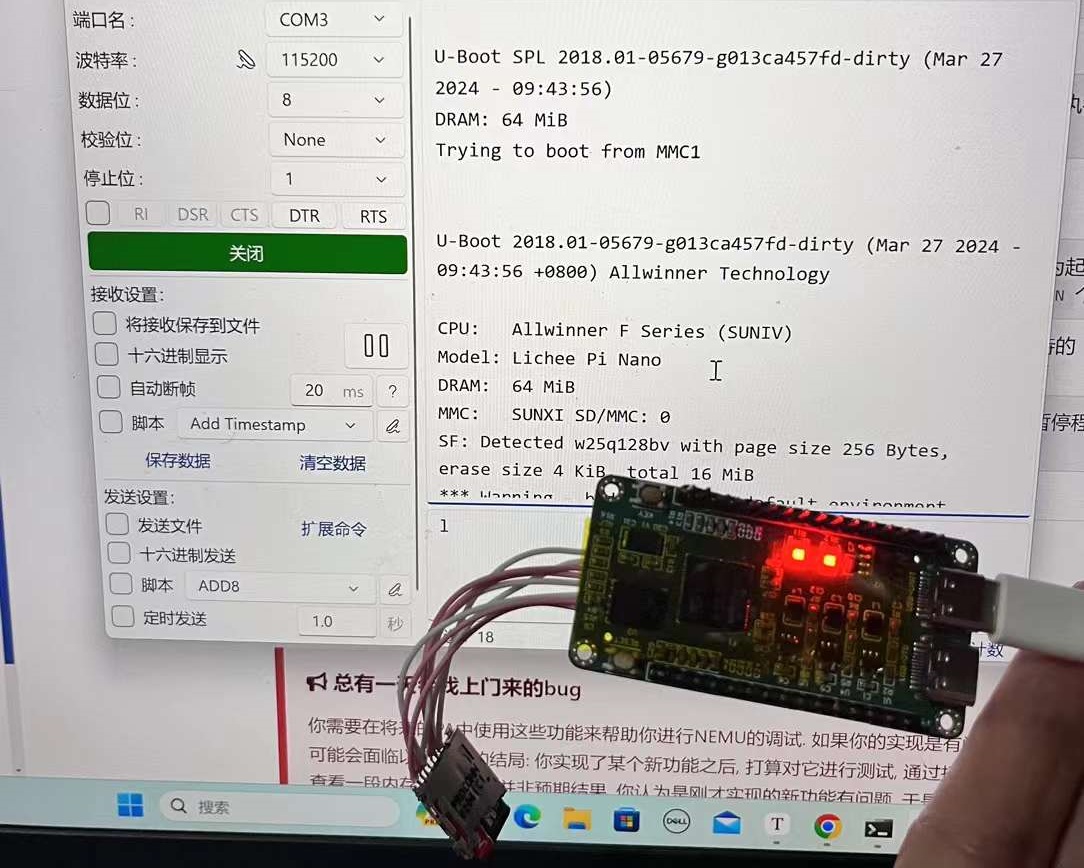 端口名:
COM3
波特率:
115200
数据位:
8
校验位:
None
停止位:
1
RI DSR CTS DTR RTS
关闭
接收设置:
将接收保存到文件
十六进制显示
自动断帧
20 ms ?
脚本
Add Timestamp
保存数据
清空数据
发送设置:
发送文件
扩展命令
十六进制发送
脚本
ADD8
定时发送
1.0
秒
U-Boot SPL 2018.01-05679-g013ca457fd-dirty (Mar 27
2024 - 09:43:56)
DRAM: 64 MiB
Trying to boot from MMC1
U-Boot 2018.01-05679-g013ca457fd-dirty (Mar 27 2024 -
09:43:56 +0800) Allwinner Technology
CPU: Allwinner F Series (SUNIV)
Model: Lichee Pi Nano
DRAM: 64 MiB
MMC: SUNXI SD/MMC: 0
SF: Detected w25q128bv with page size 256 Bytes,
erase size 4 KiB, total 16 MiB
*** Warning - default environment
l
18
计数
总有一天 找上门来的bug
你需要在将来的PA中使用这些功能来帮助你进行NEMU的调试. 如果你的实现是有
可能会面临以 的结局: 你实现了某个新功能之后, 打算对它进行测试, 通过
查看一段内存 并非预期结果. 你认为是刚才实现的新功能有问题, 于是
搜索
DELL
T